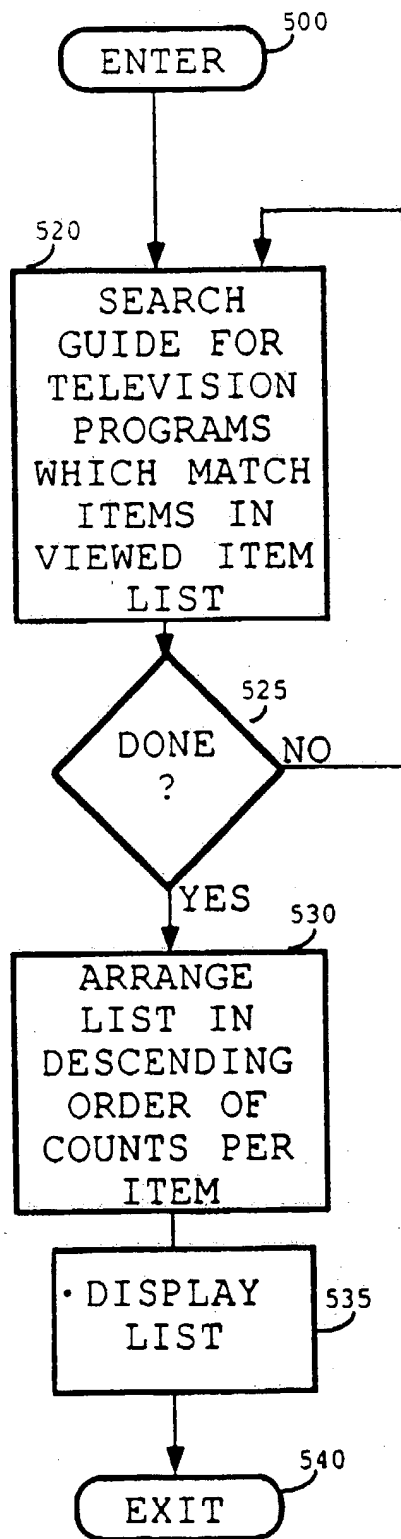 500
ENTER
520
SEARCH
GUIDE FOR
TELEVISION
PROGRAMS
WHICH MATCH
ITEMS IN
VIEWED ITEM
LIST
525
DONE
?
NO
YES
530
ARRANGE
LIST IN
DESCENDING
ORDER OF
COUNTS PER
ITEM
DISPLAY
LIST
535
540
EXIT